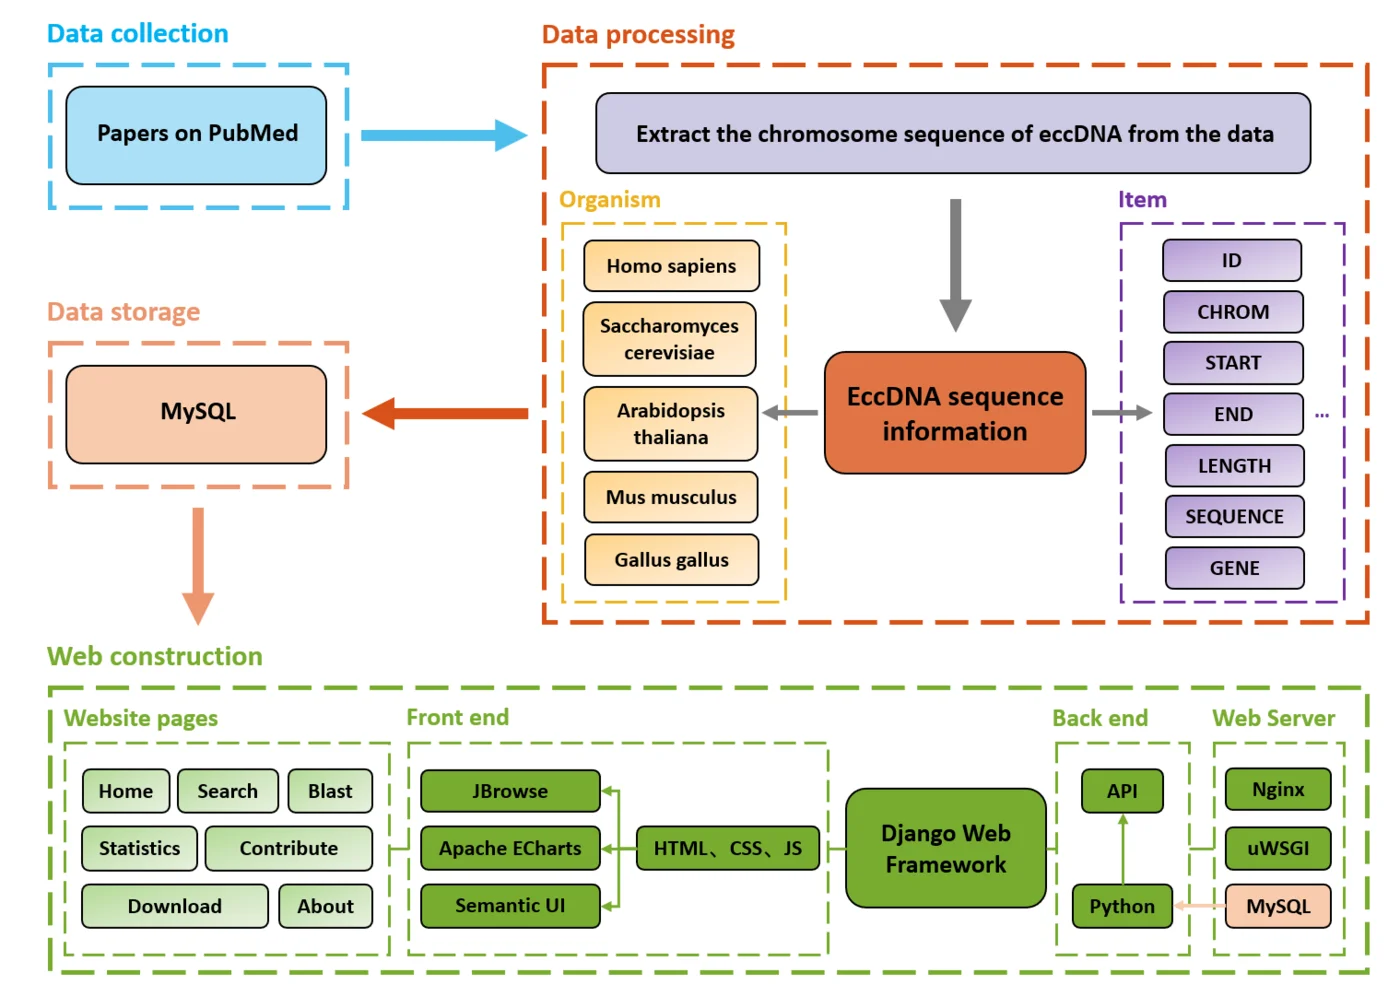 Data collection
Papers on PubMed
Data processing
Extract the chromosome sequence of eccDNA from the data
Organism
Homo sapiens
Saccharomyces
cerevisiae
Arabidopsis
thaliana
Mus musculus
Gallus gallus
EccDNA sequence
information
Item
ID
CHROM
START
END
...
LENGTH
SEQUENCE
GENE
Data storage
MySQL
Web construction
Website pages
Home
Search
Blast
Statistics
Contribute
Download
About
Front end
JBrowse
Apache ECharts
Semantic UI
HTML、CSS、JS
Django Web
Framework
Back end
API
Python
Web Server
Nginx
uWSGI
MySQL